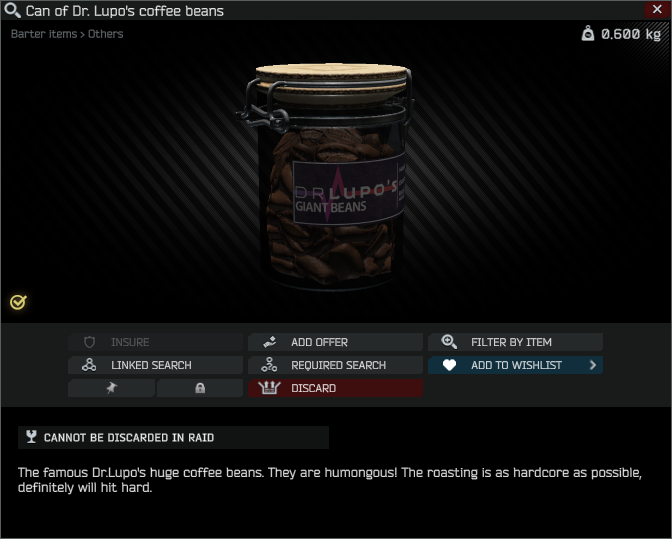 Can of Dr. Lupo's coffee beans
Barter items > Others
0.600 kg
DRLUPO's
GIANT BEANS
INSURE
ADD OFFER
FILTER BY ITEM
LINKED SEARCH
REQUIRED SEARCH
ADD TO WISHLIST
DISCARD
CANNOT BE DISCARDED IN RAID
The famous Dr.Lupo's huge coffee beans. They are humongous! The roasting is as hardcore as possible,
definitely will hit hard.